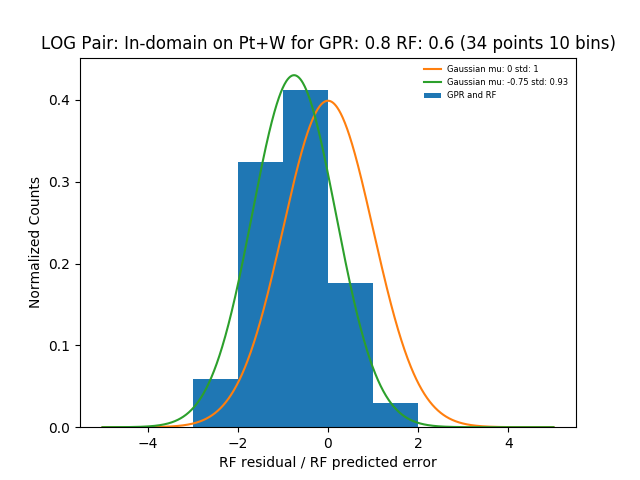 LOG Pair: In-domain on Pt+W for GPR: 0.8 RF: 0.6 (34 points 10 bins)
Gaussian mu: 0 std: 1
Gaussian mu: -0.75 std: 0.93
GPR and RF
Normalized Counts
0.4
0.3
0.2
0.1
0.0
−4
−2
0
2
4
RF residual / RF predicted error